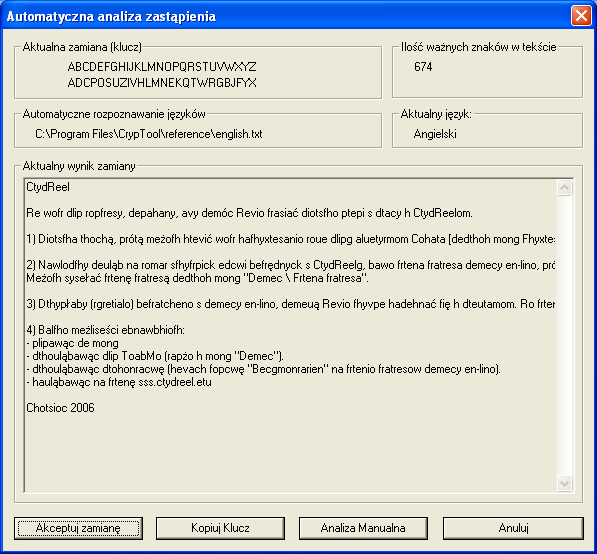 Automatyczna analiza zastąpienia
Aktualna zamiana (klucz)
ABCDEFGHIJKLMNOPQRSTUVWXYZ
ADCPOSUZIVHLMNEKQTWRGBJFYX
Ilość ważnych znaków w tekście
674
Automatyczne rozpoznawanie języków
C:\Program Files\CrypTool\reference\english.txt
Aktualny język:
Angielski
Aktualny wynik zamiany
CtydReel
Re wofr dlip ropfresy, depahany, avy demóc Revio frasiać diotsfho ptepi s dtacy h CtydReelom.
1) Diotsfha thochą, prótą meżofh htević wofr hafhyxtesanio roue dlipg aluetyrmom Cohata [dedthoh mong Fhyxtes
2) Nawlodfhy deuląb na romar sfhyfrpick edcwi befrędnyck s CtydReelg, bawo frtena fratresa demecy en-lino, pró
Meżofh sysełać frtenę fratresą dedthoh mong "Demec \ Frtena fratresa".
3) Dthypłaby (rgretialo) befratcheno s demecy en-lino, demeuą Revio fhyvpe hadehnać fię h dteutamom. Ro frten
4) Balfho meżliseści ebnawbhiofh:
- plipawąc de mong
- dthouląbawąc dlip ToabMo (rapżo h mong "Demec").
- dthouląbawąc dtohonracwę (hevach fopcwę "Becgmonrarien" na frtenio fratresow demecy en-lino).
- hauląbawąc na frtenę sss.ctydreel.etu
Chotsioc 2006
Akceptuj zamianę
Kopiuj Klucz
Analiza Manualna
Anuluj